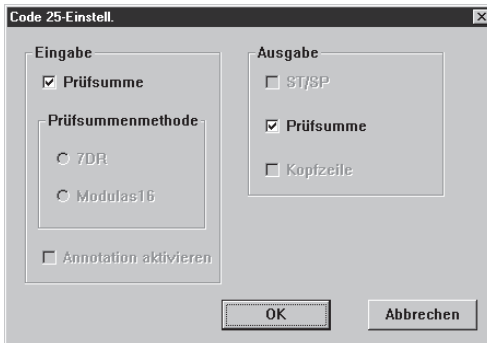 Code 25-Einstell.
Eingabe
Prüfsumme
Prüfsummenmethode
7DR
Modulas16
Annotation aktivieren
Ausgabe
ST/SP
Prüfsumme
Kopfzeile
OK
Abbrechen